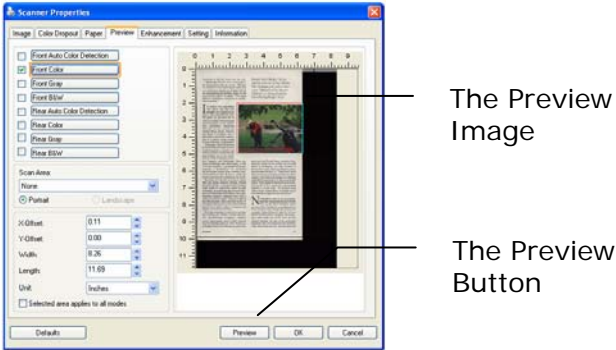 Scanner Properties
Image Color Dropout Paper Preview Enhancement Setting Information
Front Auto Color Detection
Front Color
Front Gray
Front B&W
Rear Auto Color Detection
Rear Color
Rear Gray
Rear B&W
Scan Area:
None
Portrait Landscape
X-Offset: 0.11
Y-Offset: 0.00
Width: 8.26
Length: 11.69
Unit Inches
Selected area applies to all modes
0 1 2 3 4 5 6 7 8 9
0
1
2
3
4
5
6
7
8
9
10
11
Defaults Preview OK Cancel
The Preview
Image
The Preview
Button